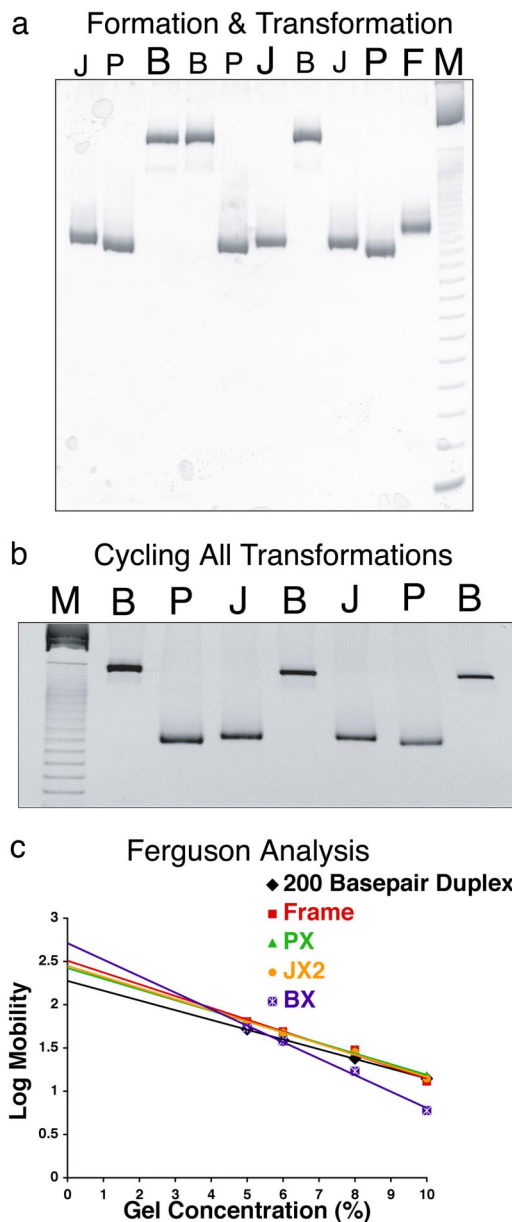 a
Formation & Transformation
J P B B P J B J P F M
b
Cycling All Transformations
M B P J B J P B
c
Ferguson Analysis
200 Basepair Duplex
Frame
PX
JX2
BX
3
2.5
2
1.5
1
0.5
0
Log Mobility
0 1 2 3 4 5 6 7 8 9 10
Gel Concentration (%)